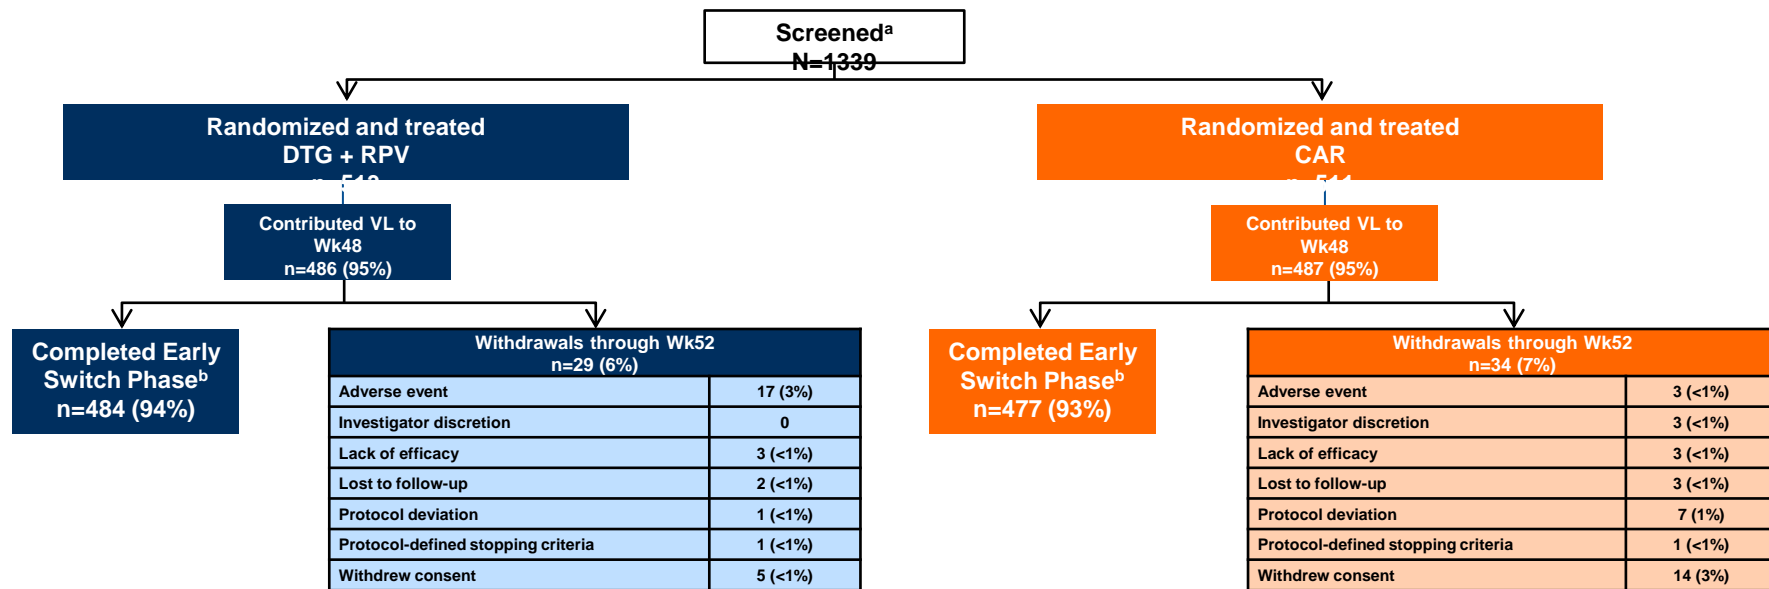 Screenedᵃ
N=1339
Randomized and treated
DTG + RPV
n=513
Randomized and treated
CAR
n=511
Contributed VL to
Wk48
n=486 (95%)
Contributed VL to
Wk48
n=487 (95%)
Completed Early
Switch Phaseᵇ
n=484 (94%)
Withdrawals through Wk52
n=29 (6%)
Adverse event 17 (3%)
Investigator discretion 0
Lack of efficacy 3 (<1%)
Lost to follow-up 2 (<1%)
Protocol deviation 1 (<1%)
Protocol-defined stopping criteria 1 (<1%)
Withdrew consent 5 (<1%)
Completed Early
Switch Phaseᵇ
n=477 (93%)
Withdrawals through Wk52
n=34 (7%)
Adverse event 3 (<1%)
Investigator discretion 3 (<1%)
Lack of efficacy 3 (<1%)
Lost to follow-up 3 (<1%)
Protocol deviation 7 (1%)
Protocol-defined stopping criteria 1 (<1%)
Withdrew consent 14 (3%)